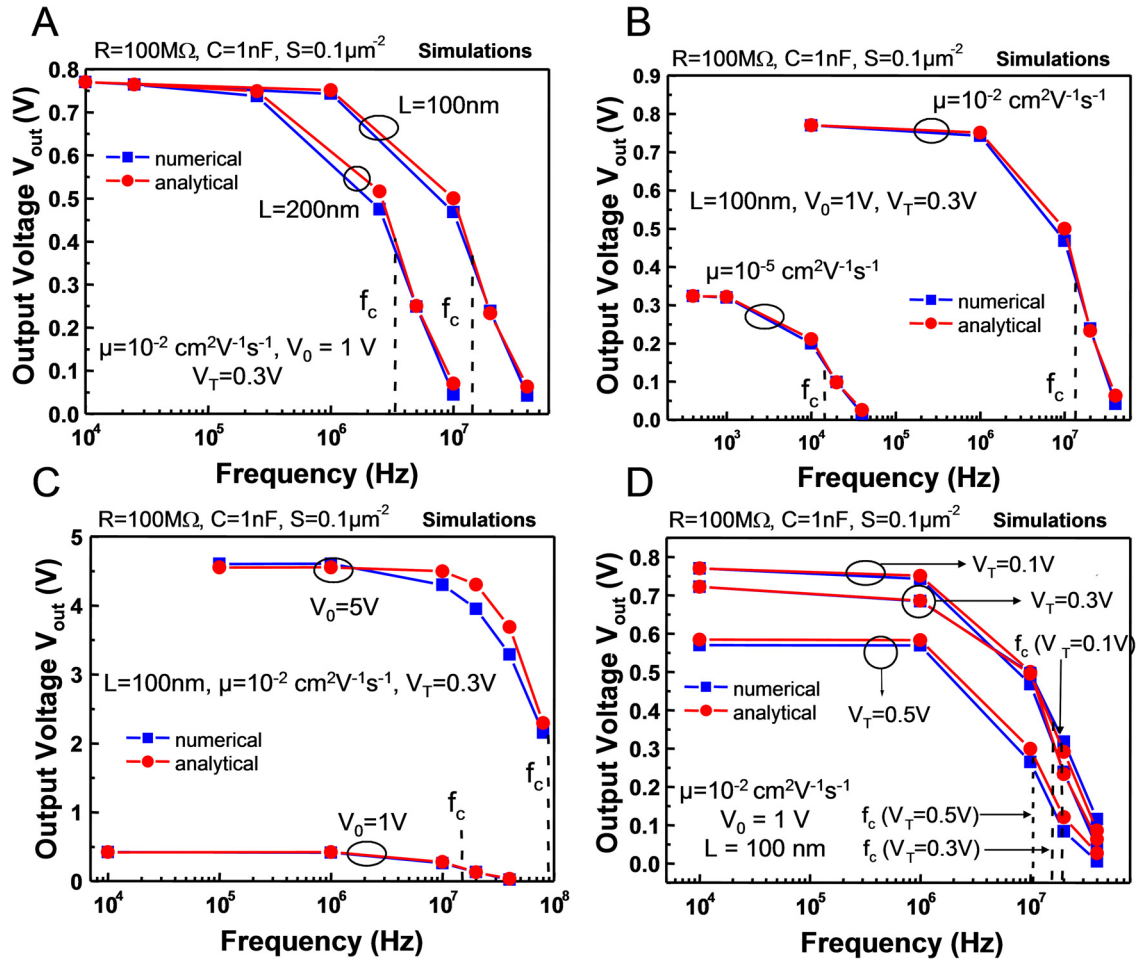 A
R=100MΩ, C=1nF, S=0.1µm⁻² Simulations
0.8
0.7
0.6
0.5
0.4
0.3
0.2
0.1
0.0
Output Voltage V_out (V)
L=100nm
numerical
analytical
L=200nm
f_c f_c
µ=10⁻² cm²V⁻¹s⁻¹, V₀ = 1 V
V_T=0.3V
10⁴ 10⁵ 10⁶ 10⁷
Frequency (Hz)
B
R=100MΩ, C=1nF, S=0.1µm⁻² Simulations
0.9
0.8
0.7
0.6
0.5
0.4
0.3
0.2
0.1
0.0
Output Voltage V_out (V)
µ=10⁻² cm²V⁻¹s⁻¹
L=100nm, V₀=1V, V_T=0.3V
µ=10⁻⁵ cm²V⁻¹s⁻¹
numerical
analytical
f_c f_c
10³ 10⁴ 10⁵ 10⁶ 10⁷
Frequency (Hz)
C
R=100MΩ, C=1nF, S=0.1µm⁻² Simulations
5
4
3
2
1
0
Output Voltage V_out (V)
V₀=5V
L=100nm, µ=10⁻² cm²V⁻¹s⁻¹, V_T=0.3V
numerical
analytical
f_c
V₀=1V
f_c
10⁴ 10⁵ 10⁶ 10⁷ 10⁸
Frequency (Hz)
D
R=100MΩ, C=1nF, S=0.1µm⁻² Simulations
0.8
0.7
0.6
0.5
0.4
0.3
0.2
0.1
0.0
Output Voltage V_out (V)
V_T=0.1V
V_T=0.3V
f_c (V_T=0.1V)
numerical
analytical
V_T=0.5V
µ=10⁻² cm²V⁻¹s⁻¹
V₀ = 1 V
L = 100 nm
f_c (V_T=0.5V)
f_c (V_T=0.3V)
10⁴ 10⁵ 10⁶ 10⁷
Frequency (Hz)